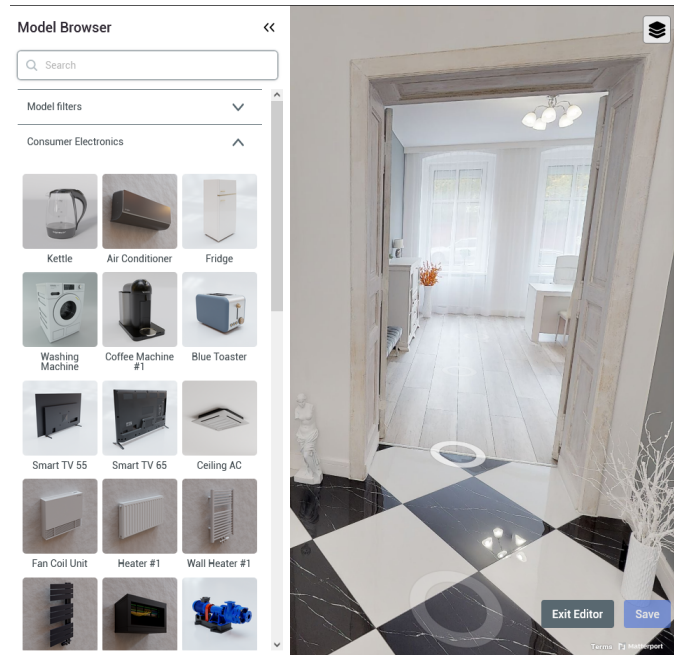 Model Browser
Search
Model filters
Consumer Electronics
Kettle
Air Conditioner
Fridge
Washing
Machine
Coffee Machine
#1
Blue Toaster
Smart TV 55
Smart TV 65
Ceiling AC
Fan Coil Unit
Heater #1
Wall Heater #1
Exit Editor
Save
Terms
Matterport